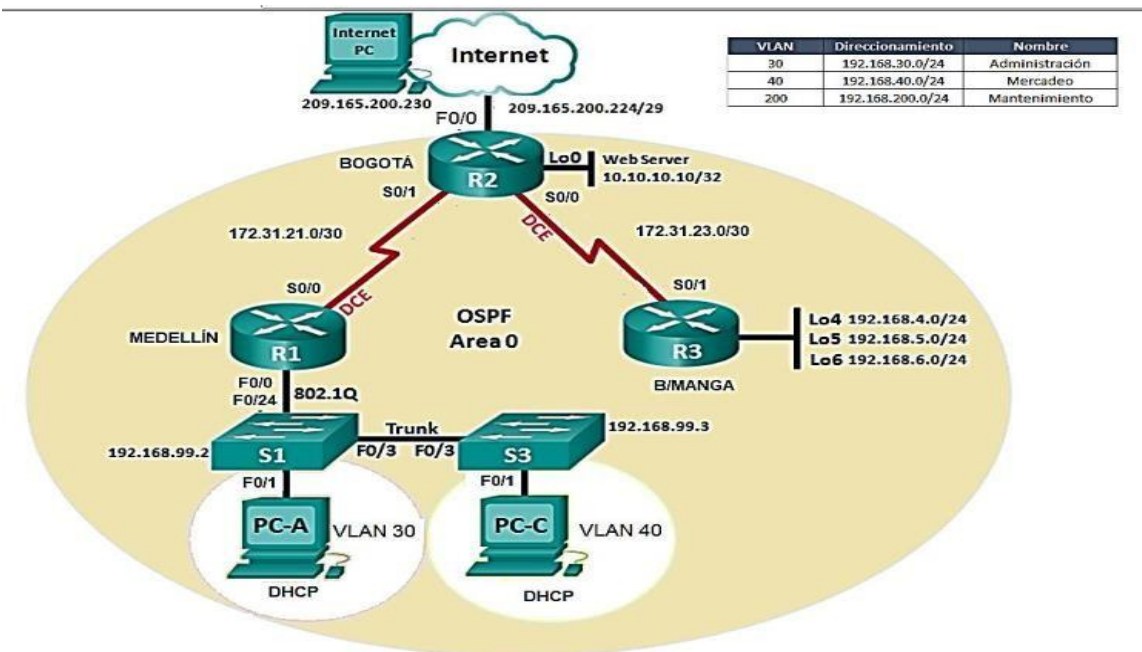 Internet
PC
Internet
209.165.200.230
209.165.200.224/29
VLAN Direccionamiento Nombre
30 192.168.30.0/24 Administración
40 192.168.40.0/24 Mercadeo
200 192.168.200.0/24 Mantenimiento
F0/0
BOGOTÁ
R2
Lo0
Web Server
10.10.10.10/32
S0/1
S0/0
DCE
172.31.21.0/30
172.31.23.0/30
S0/0
DCE
S0/1
MEDELLÍN
R1
OSPF
Area 0
R3
B/MANGA
Lo4 192.168.4.0/24
Lo5 192.168.5.0/24
Lo6 192.168.6.0/24
F0/0
F0/24
802.1Q
Trunk
192.168.99.2
S1
F0/3
F0/3
S3
192.168.99.3
F0/1
F0/1
PC-A
VLAN 30
PC-C
VLAN 40
DHCP
DHCP